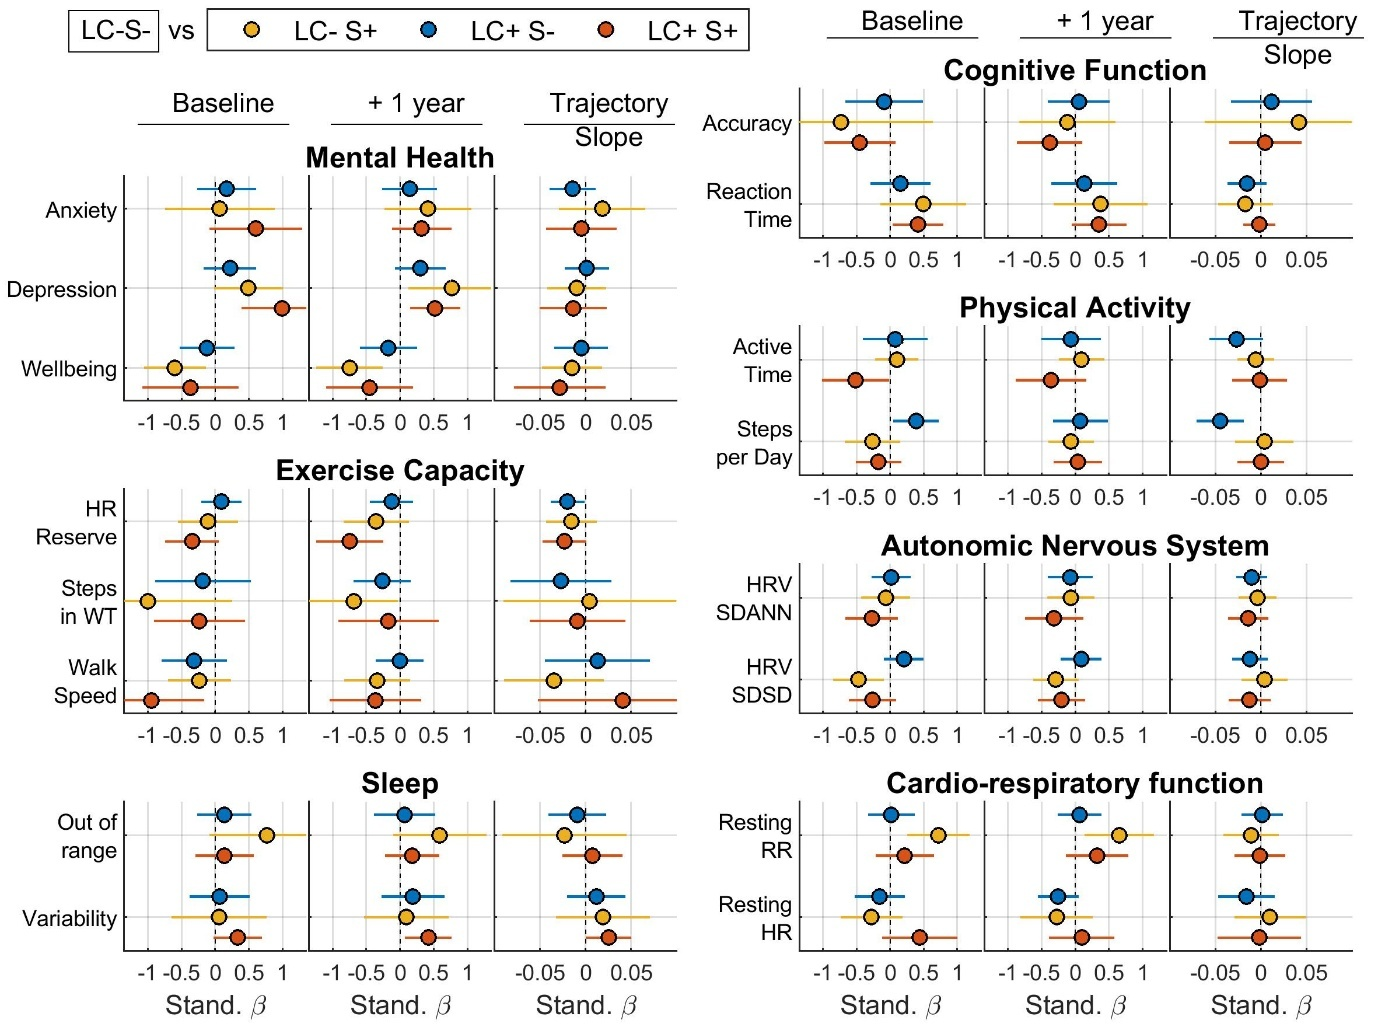 LC-S- vs LC- S+ LC+ S- LC+ S+
Baseline + 1 year Trajectory Slope
Mental Health
Anxiety
Depression
Wellbeing
-1 -0.5 0 0.5 1 -1 -0.5 0 0.5 1 -0.05 0 0.05
Exercise Capacity
HR
Reserve
Steps
in WT
Walk
Speed
-1 -0.5 0 0.5 1 -1 -0.5 0 0.5 1 -0.05 0 0.05
Sleep
Out of
range
Variability
-1 -0.5 0 0.5 1 -1 -0.5 0 0.5 1 -0.05 0 0.05
Stand. β Stand. β Stand. β
Baseline + 1 year Trajectory
Slope
Cognitive Function
Accuracy
Reaction
Time
-1 -0.5 0 0.5 1 -1 -0.5 0 0.5 1 -0.05 0 0.05
Physical Activity
Active
Time
Steps
per Day
-1 -0.5 0 0.5 1 -1 -0.5 0 0.5 1 -0.05 0 0.05
Autonomic Nervous System
HRV
SDANN
HRV
SDSD
-1 -0.5 0 0.5 1 -1 -0.5 0 0.5 1 -0.05 0 0.05
Cardio-respiratory function
Resting
RR
Resting
HR
-1 -0.5 0 0.5 1 -1 -0.5 0 0.5 1 -0.05 0 0.05
Stand. β Stand. β Stand. β